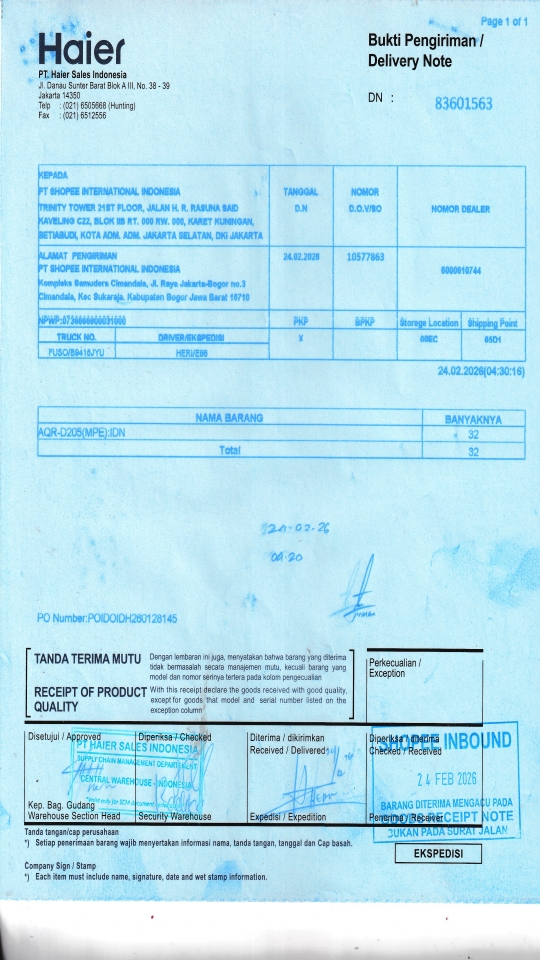 Page 1 of 1
Haier
Bukti Pengiriman /
Delivery Note
PT. Haier Sales Indonesia
Jl. Danau Sunter Barat Blok A III, No. 38 - 39
Jakarta 14350
Telp : (021) 6505668 (Hunting)
Fax : (021) 6512556
DN : 83601563
KEPADA
PT SHOPEE INTERNATIONAL INDONESIA
TRINITY TOWER 21ST FLOOR, JALAN H. R. RASUNA SAID
KAVELING C22, BLOK IIB RT. 000 RW. 000, KARET KUNINGAN,
SETIABUDI, KOTA ADM. ADM. JAKARTA SELATAN, DKI JAKARTA
TANGGAL
D.N
NOMOR
D.O.V/SO
NOMOR DEALER
ALAMAT PENGIRIMAN
PT SHOPEE INTERNATIONAL INDONESIA
Kompleks Samudera Cimandala, Jl. Raya Jakarta-Bogor no.3
Cimandala, Kec Sukaraja, Kabupaten Bogor Jawa Barat 16710
24.02.2026
10577863
PKP BPKP Storege Location Shipping Point
TRUCK NO. DRIVER/EKSPEDISI X 00EC 65D1
HERI/E06
24.02.2026(04:30:16)
NAMA BARANG BANYAKNYA
AQR-D205(MPE):IDN 32
Total 32
24-02-26
09.20
PO Number:POIDOIDH260128145
TANDA TERIMA MUTU
Dengan lembaran ini juga, menyatakan bahwa barang yang diterima
tidak bermasalah secara manajemen mutu, kecuali barang yang
model dan nomor serinya tertera pada kolom pengecualian
RECEIPT OF PRODUCT
QUALITY
With this receipt declare the goods received with good quality,
except for goods that model and serial number listed on the
exception column
Perkecualian /
Exception
Disetujui / Approved
Diperiksa / Checked
Diterima / dikirimkan
Received / Delivered
Diperiksa / diterima
Checked / Received
PT HAIER SALES INDONESIA
SUPPLY CHAIN MANAGEMENT DEPARTMENT
CENTRAL WAREHOUSE - INDONESIA
SHOPEE INBOUND
24 FEB 2026
BARANG DITERIMA MENGACU PADA
RECEIPT NOTE
BUKAN PADA SURAT JALAN
Kep. Bag. Gudang
Warehouse Section Head
Security Warehouse
Expedisi / Expedition
Penerima / Receiver
Tanda tangan/cap perusahaan
*) Setiap penerimaan barang wajib menyertakan informasi nama, tanda tangan, tanggal dan Cap basah.
EKSPEDISI
Company Sign / Stamp
*) Each item must include name, signature, date and wet stamp information.